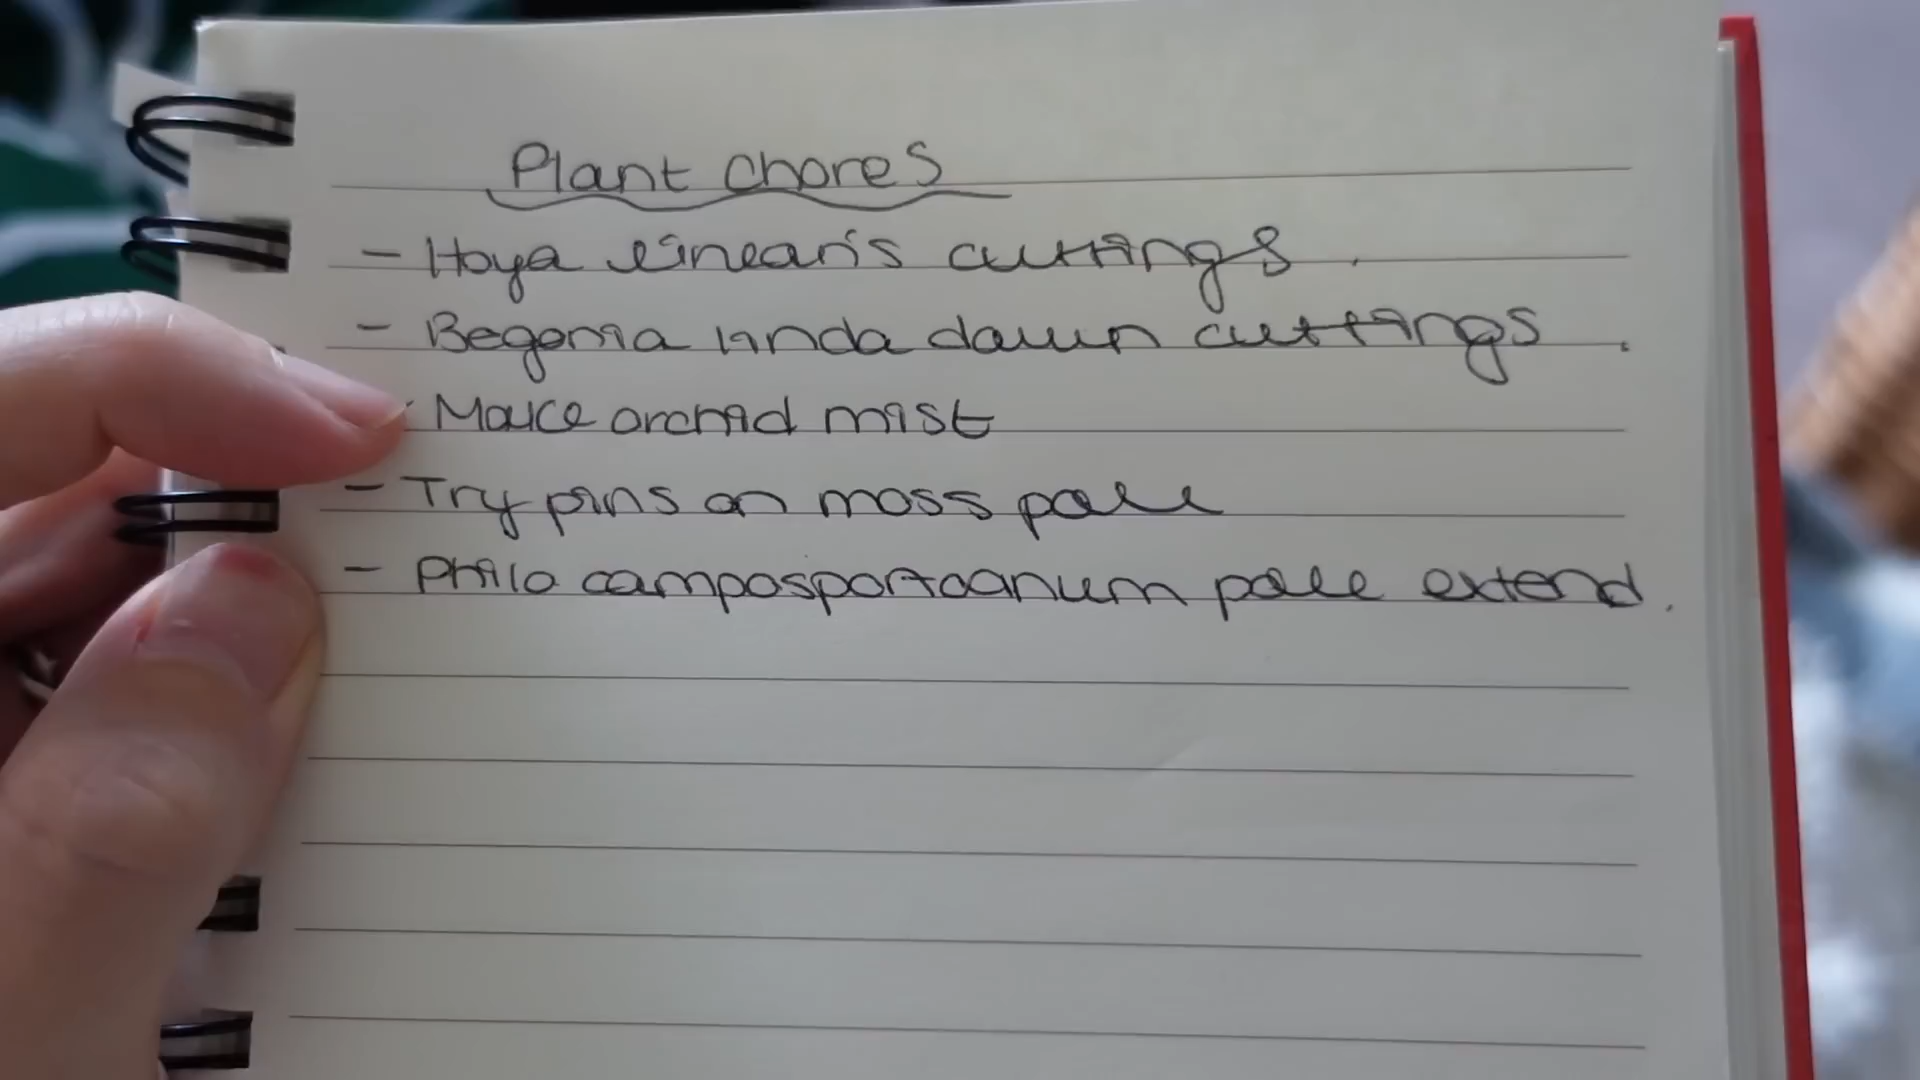 Plant chores
- Hoya linearis cuttings.
- Begonia linda dawn cuttings.
- Make orchid mist
- Try pins on moss pole
- Philo camposportoanum pole extend.